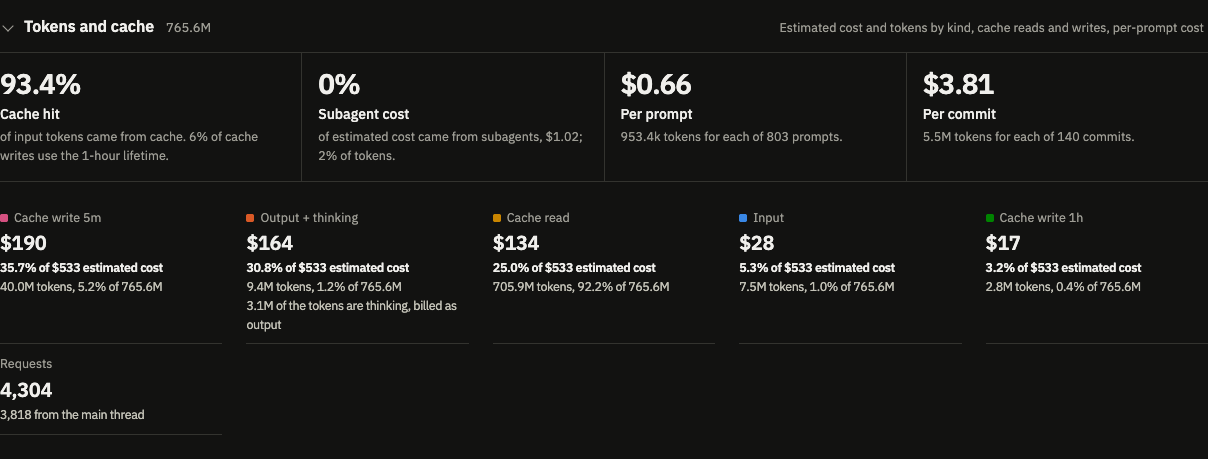 Tokens and cache 765.6M
Estimated cost and tokens by kind, cache reads and writes, per-prompt cost
93.4%
Cache hit
of input tokens came from cache. 6% of cache
writes use the 1-hour lifetime.
0%
Subagent cost
of estimated cost came from subagents, $1.02;
2% of tokens.
$0.66
Per prompt
953.4k tokens for each of 803 prompts.
$3.81
Per commit
5.5M tokens for each of 140 commits.
Cache write 5m
$190
35.7% of $533 estimated cost
40.0M tokens, 5.2% of 765.6M
Output + thinking
$164
30.8% of $533 estimated cost
9.4M tokens, 1.2% of 765.6M
3.1M of the tokens are thinking, billed as
output
Cache read
$134
25.0% of $533 estimated cost
705.9M tokens, 92.2% of 765.6M
Input
$28
5.3% of $533 estimated cost
7.5M tokens, 1.0% of 765.6M
Cache write 1h
$17
3.2% of $533 estimated cost
2.8M tokens, 0.4% of 765.6M
Requests
4,304
3,818 from the main thread